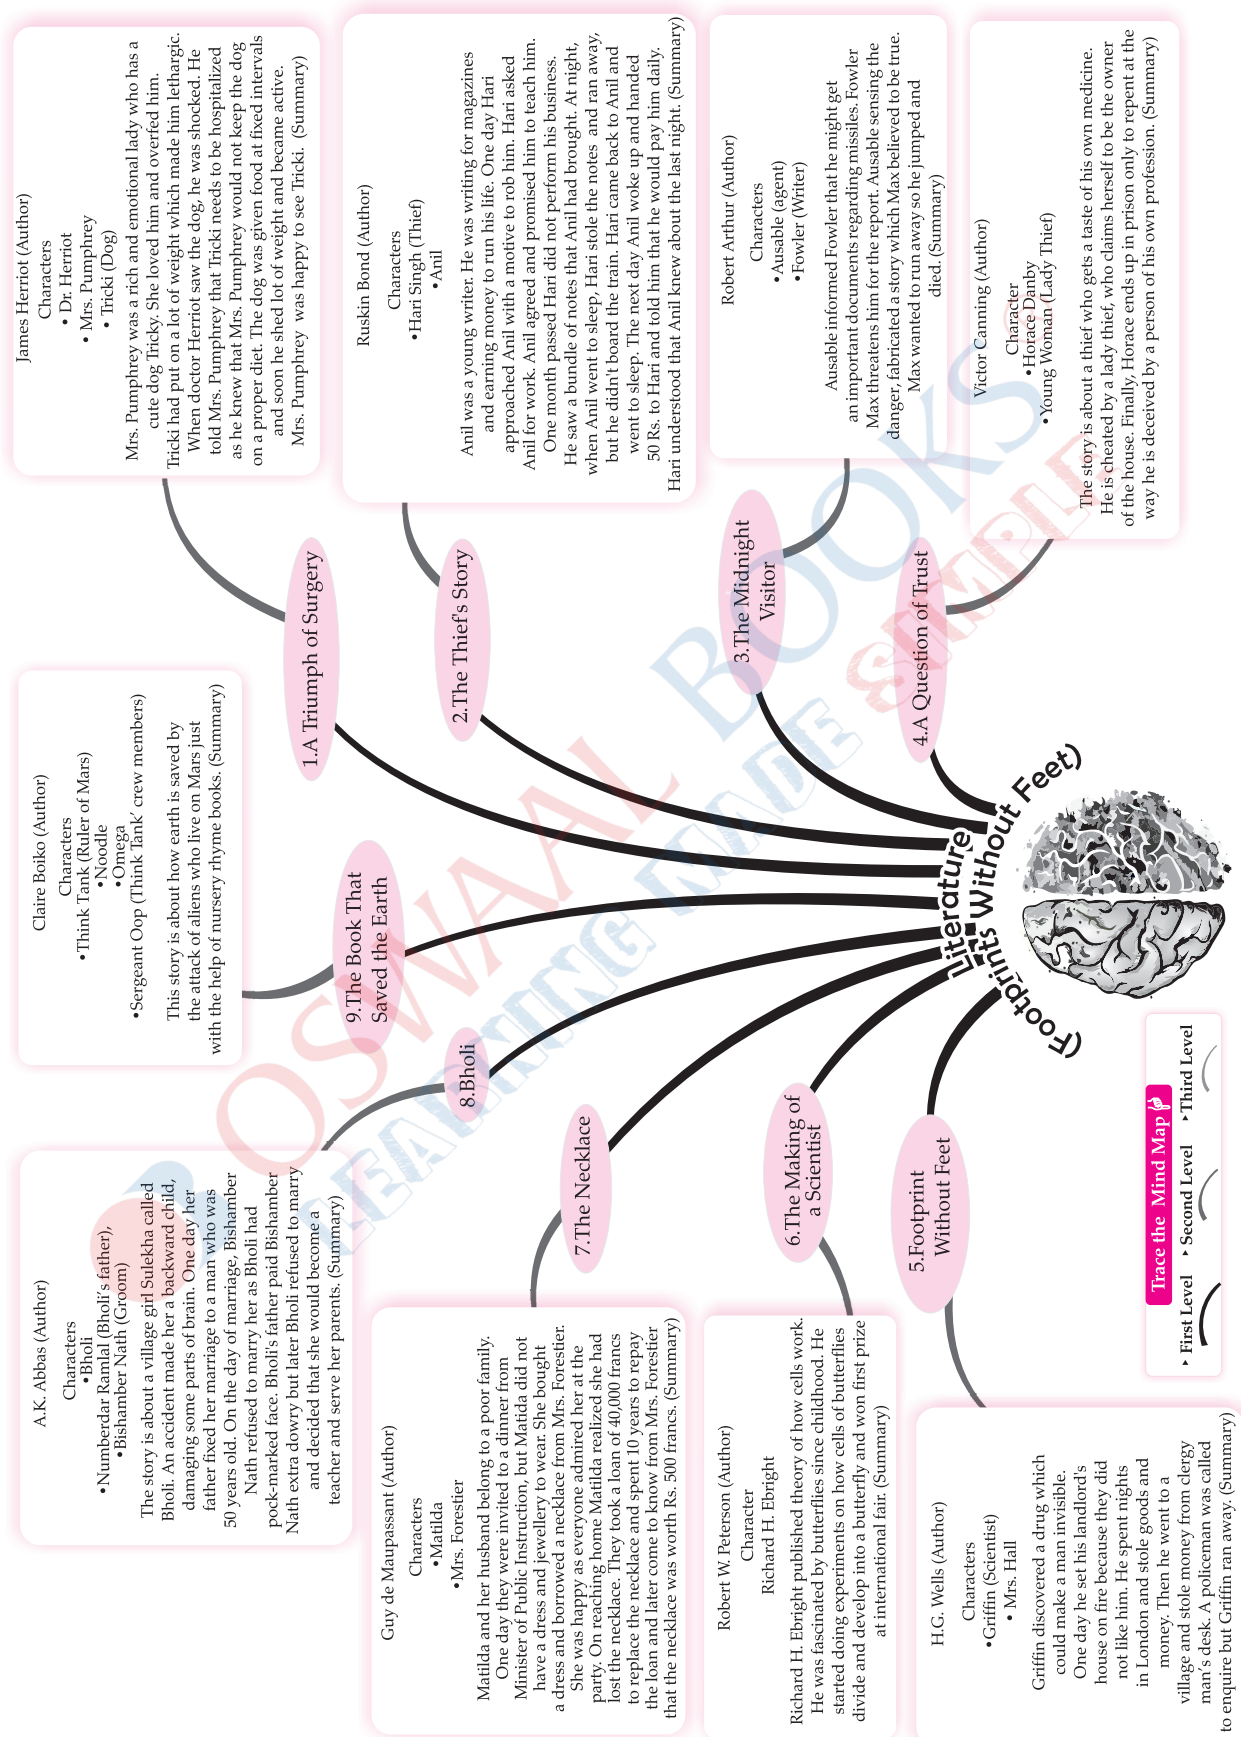 Literature
(Footprints Without Feet)
1.A Triumph of Surgery
James Herriot (Author)
Characters
• Dr. Herriot
• Mrs. Pumphrey
• Tricki (Dog)
Mrs. Pumphrey was a rich and emotional lady who has a
cute dog Tricky. She loved him and overfed him.
Tricki had put on a lot of weight which made him lethargic.
When doctor Herriot saw the dog, he was shocked. He
told Mrs. Pumphrey that Tricki needs to be hospitalized
as he knew that Mrs. Pumphrey would not keep the dog
on a proper diet. The dog was given food at fixed intervals
and soon he shed lot of weight and became active.
Mrs. Pumphrey was happy to see Tricki. (Summary)
2.The Thief's Story
Ruskin Bond (Author)
Characters
•Hari Singh (Thief)
•Anil
Anil was a young writer. He was writing for magazines
and earning money to run his life. One day Hari
approached Anil with a motive to rob him. Hari asked
Anil for work. Anil agreed and promised him to teach him.
One month passed Hari did not perform his business.
He saw a bundle of notes that Anil had brought. At night,
when Anil went to sleep, Hari stole the notes and ran away,
but he didn't board the train. Hari came back to Anil and
went to sleep. The next day Anil woke up and handed
50 Rs. to Hari and told him that he would pay him daily.
Hari understood that Anil knew about the last night. (Summary)
3.The Midnight
Visitor
Robert Arthur (Author)
Characters
•Ausable (agent)
•Fowler (Writer)
Ausable informed Fowler that he might get
an important documents regarding missiles. Fowler
Max threatens him for the report. Ausable sensing the
danger, fabricated a story which Max believed to be true.
Max wanted to run away so he jumped and
died. (Summary)
4.A Question of Trust
Victor Canning (Author)
Character
•Horace Danby
•Young Woman (Lady Thief)
The story is about a thief who gets a taste of his own medicine.
He is cheated by a lady thief, who claims herself to be the owner
of the house. Finally, Horace ends up in prison only to repent at the
way he is deceived by a person of his own profession. (Summary)
5.Footprint
Without Feet
H.G. Wells (Author)
Characters
•Griffin (Scientist)
• Mrs. Hall
Griffin discovered a drug which
could make a man invisible.
One day he set his landlord's
house on fire because they did
not like him. He spent nights
in London and stole goods and
money. Then he went to a
village and stole money from clergy
man's desk. A policeman was called
to enquire but Griffin ran away. (Summary)
6.The Making of
a Scientist
Robert W. Peterson (Author)
Character
Richard H. Ebright
Richard H. Ebright published theory of how cells work.
He was fascinated by butterflies since childhood. He
started doing experiments on how cells of butterflies
divide and develop into a butterfly and won first prize
at international fair. (Summary)
7.The Necklace
Guy de Maupassant (Author)
Characters
•Matilda
•Mrs. Forestier
Matilda and her husband belong to a poor family.
One day they were invited to a dinner from
Minister of Public Instruction, but Matida did not
have a dress and jewellery to wear. She bought
a dress and borrowed a necklace from Mrs. Forestier.
She was happy as everyone admired her at the
party. On reaching home Matilda realized she had
lost the necklace. They took a loan of 40,000 francs
to replace the necklace and spent 10 years to repay
the loan and later come to know from Mrs. Forestier
that the necklace was worth Rs. 500 francs. (Summary)
8.Bholi
A.K. Abbas (Author)
Characters
•Bholi
•Numberdar Ramlal (Bholi's father),
•Bishamber Nath (Groom)
The story is about a village girl Sulekha called
Bholi. An accident made her a backward child,
damaging some parts of brain. One day her
father fixed her marriage to a man who was
50 years old. On the day of marriage, Bishamber
Nath refused to marry her as Bholi had
pock-marked face. Bholi's father paid Bishamber
Nath extra dowry but later Bholi refused to marry
and decided that she would become a
teacher and serve her parents. (Summary)
9.The Book That
Saved the Earth
Claire Boiko (Author)
Characters
•Think Tank (Ruler of Mars)
•Noodle
•Omega
•Sergeant Oop (Think Tank' crew members)
This story is about how earth is saved by
the attack of aliens who live on Mars just
with the help of nursery rhyme books. (Summary)
Trace the Mind Map
First Level
Second Level
Third Level
OSWAAL BOOKS
LEARNING MADE SIMPLE